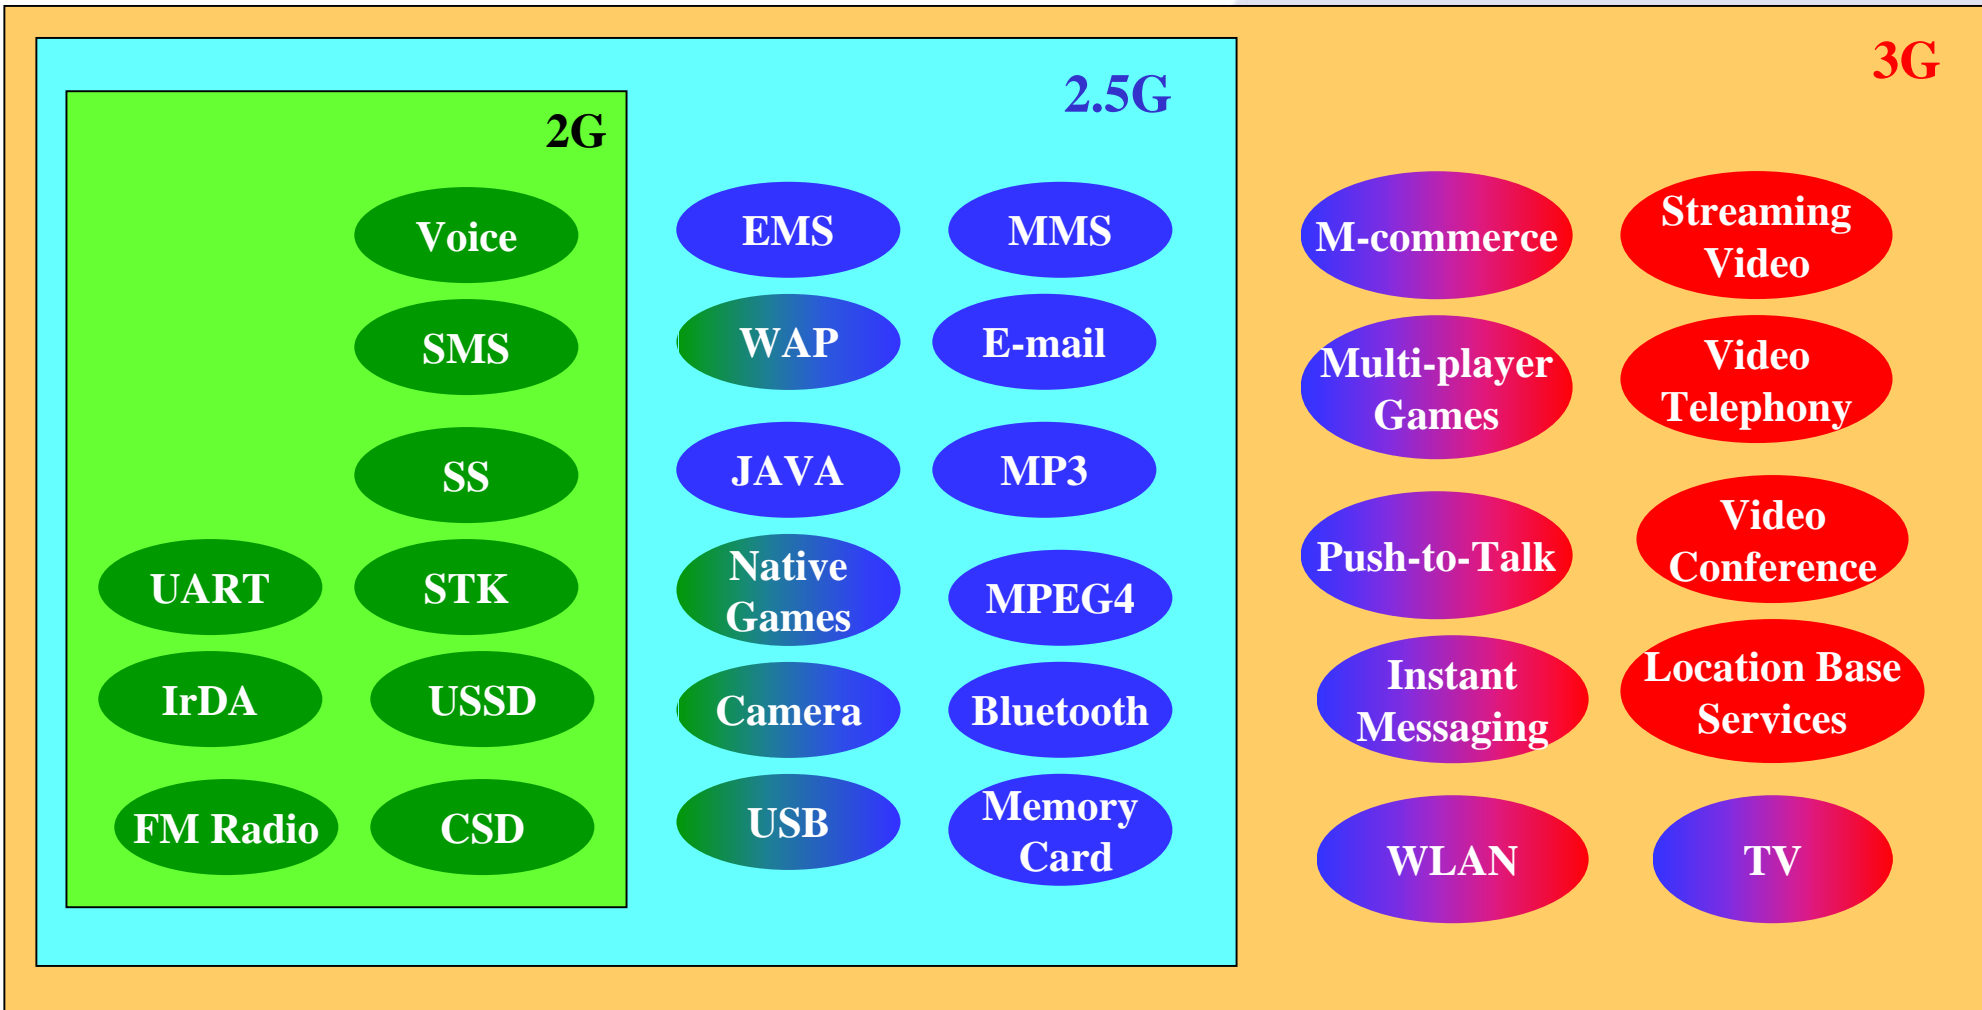 3G
2.5G
2G
Voice
SMS
SS
UART
STK
IrDA
USSD
FM Radio
CSD
EMS
MMS
WAP
E-mail
JAVA
MP3
Native
Games
MPEG4
Camera
Bluetooth
USB
Memory
Card
M-commerce
Streaming
Video
Multi-player
Games
Video
Telephony
Push-to-Talk
Video
Conference
Instant
Messaging
Location Base
Services
WLAN
TV